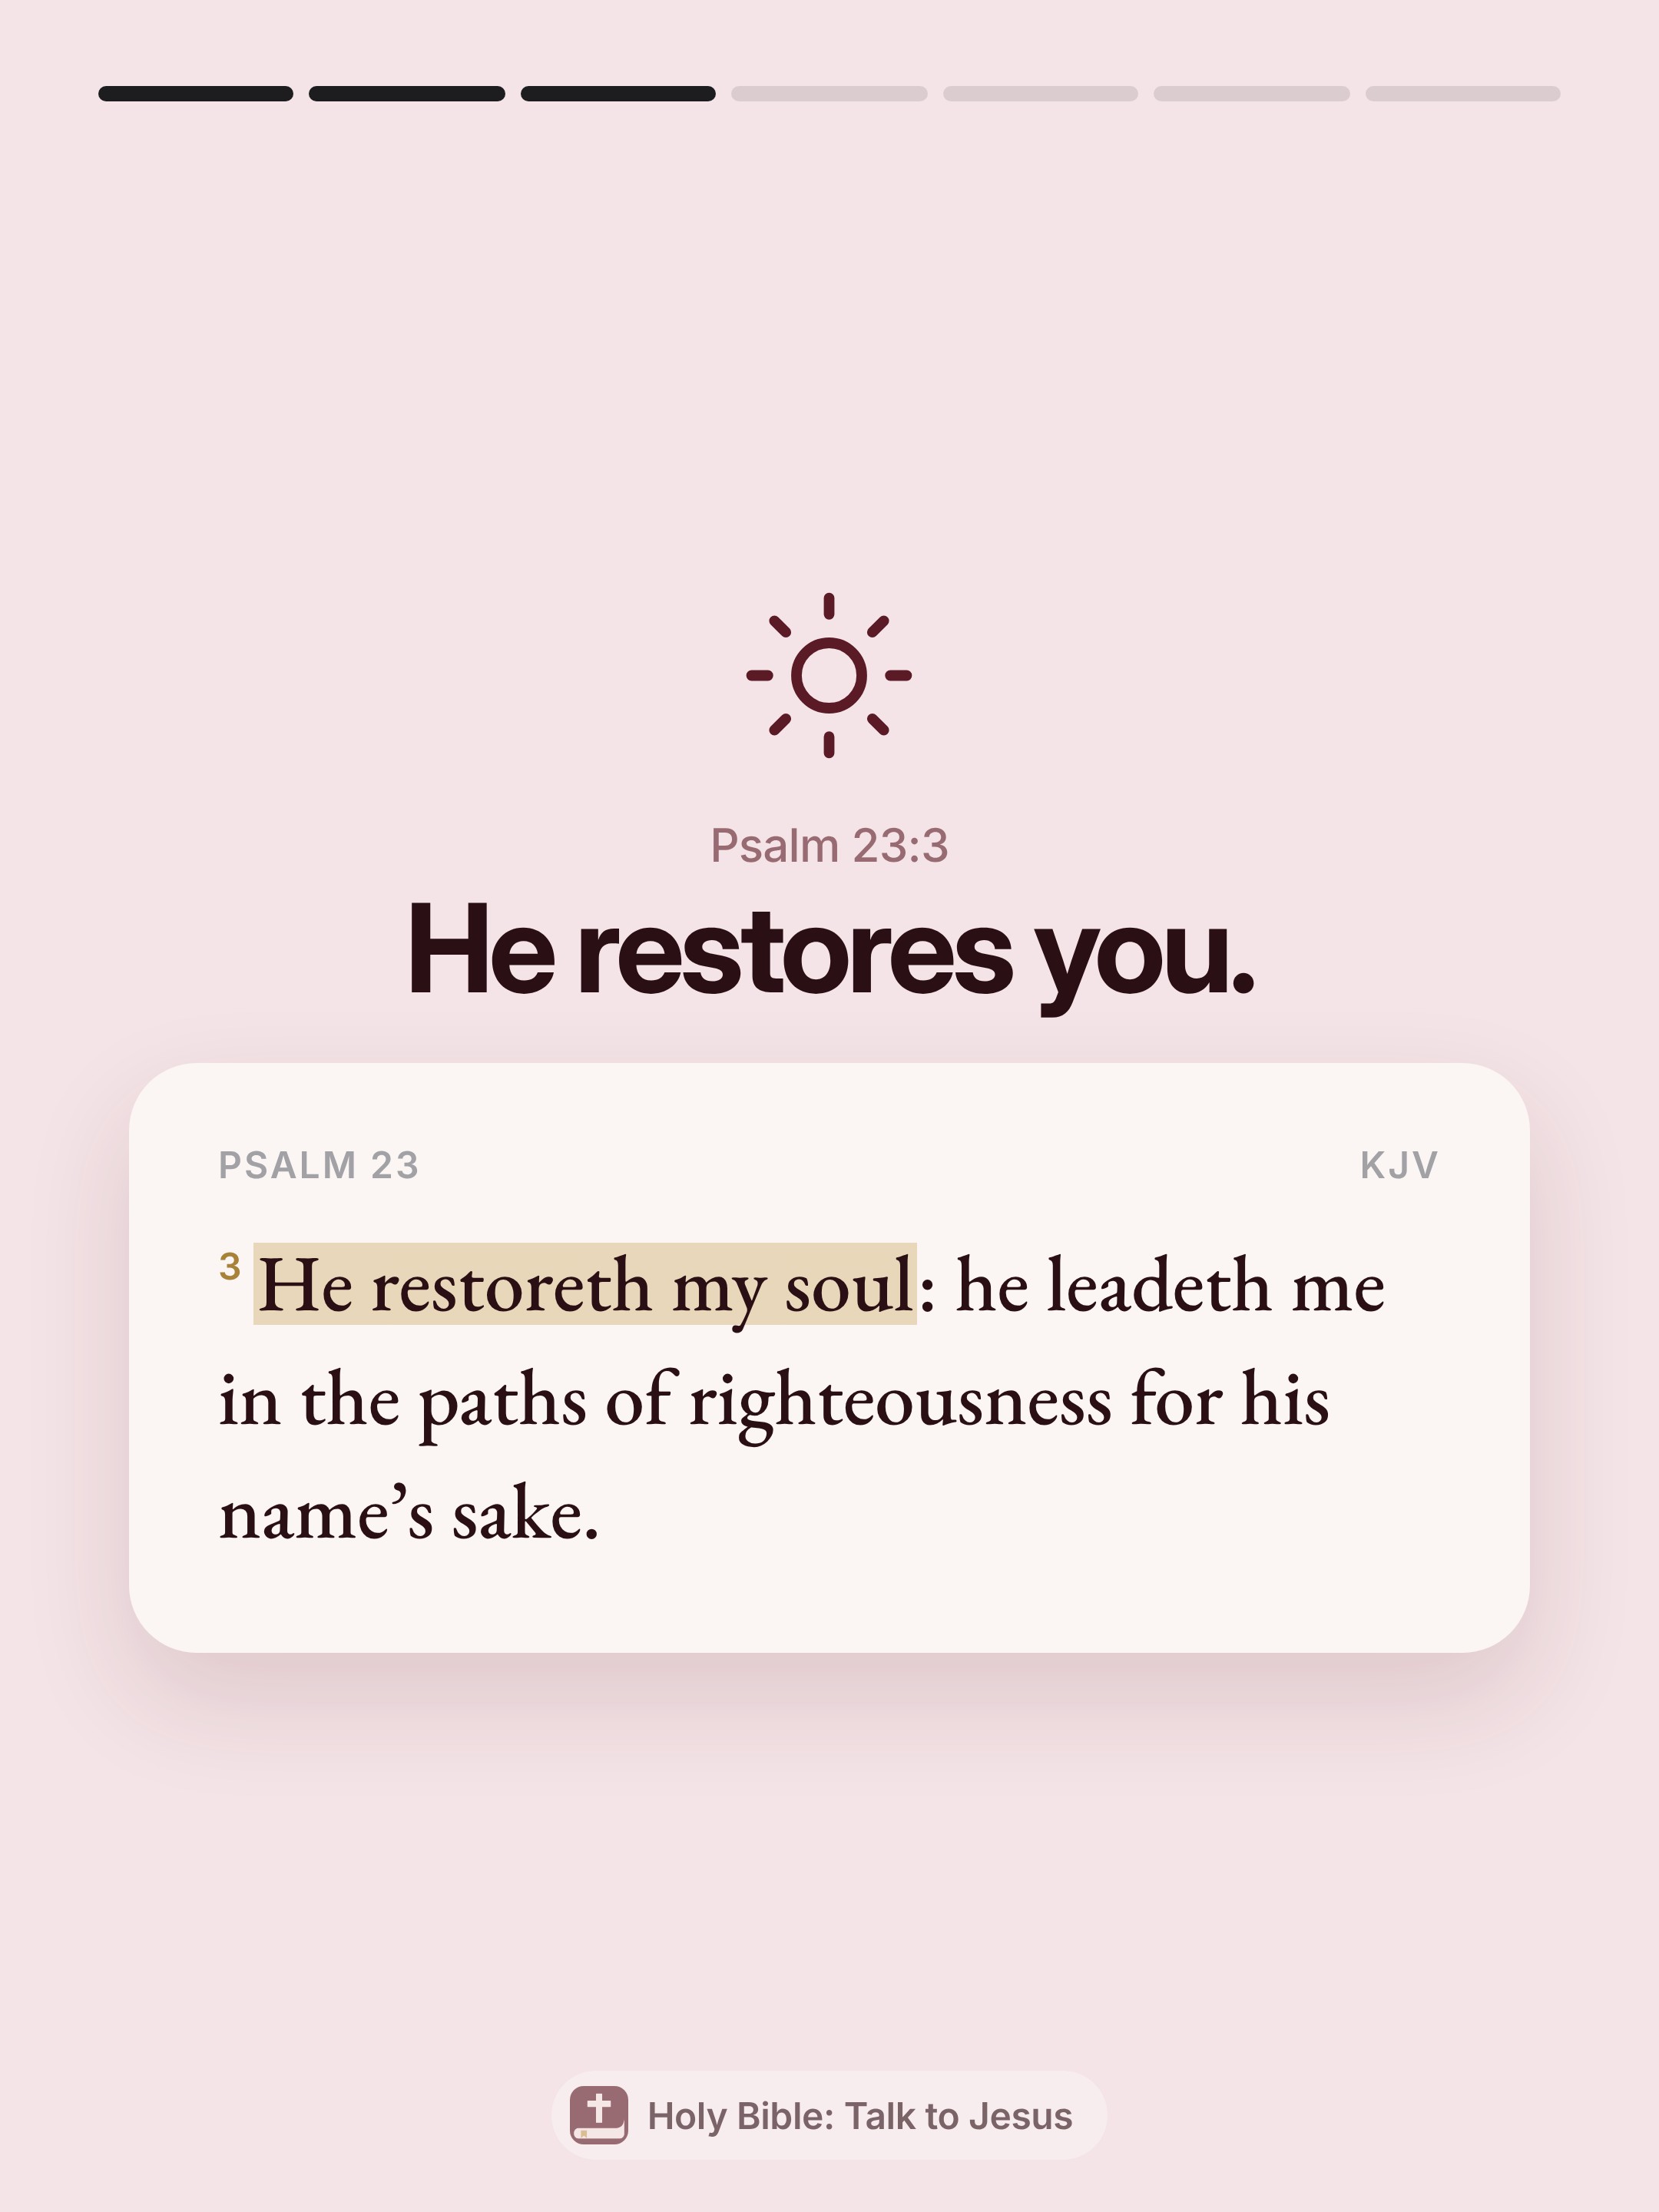 Psalm 23:3
He restores you.
PSALM 23 KJV
3 He restoreth my soul: he leadeth me
in the paths of righteousness for his
name’s sake.
Holy Bible: Talk to Jesus